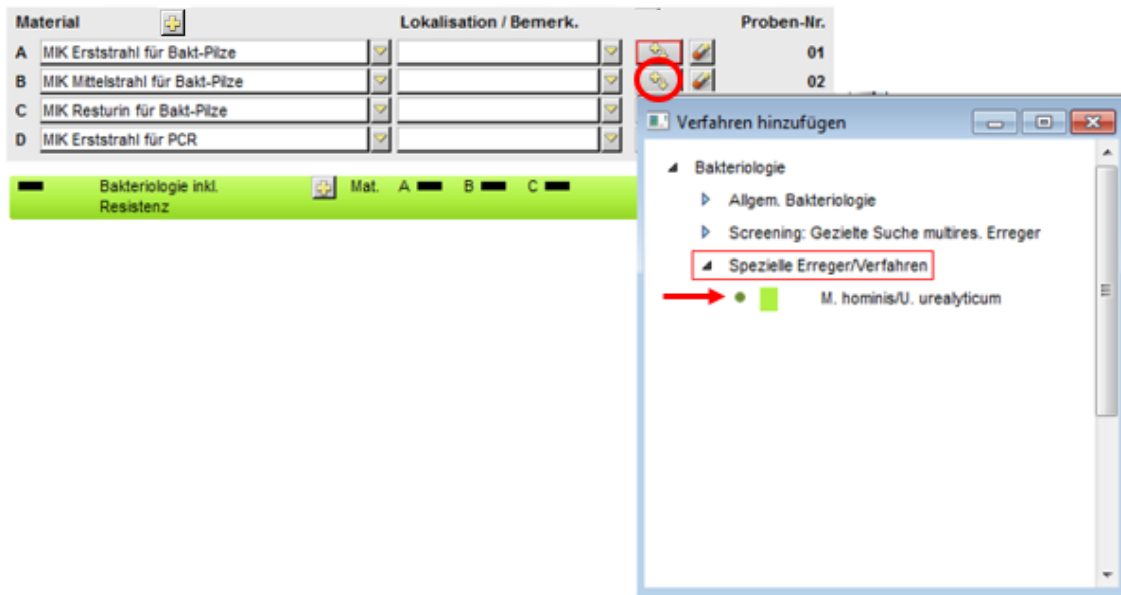 Material Lokalisation / Bemerk. Proben-Nr.
A MIK Erststrahl für Bakt-Pilze 01
B MIK Mittelstrahl für Bakt-Pilze 02
C MIK Resturin für Bakt-Pilze
D MIK Erststrahl für PCR
Bakteriologie inkl. Mat. A B C
Resistenz
Verfahren hinzufügen
Bakteriologie
Allgem. Bakteriologie
Screening: Gezielte Suche multires. Erreger
Spezielle Erreger/Verfahren
M. hominis/U. urealyticum